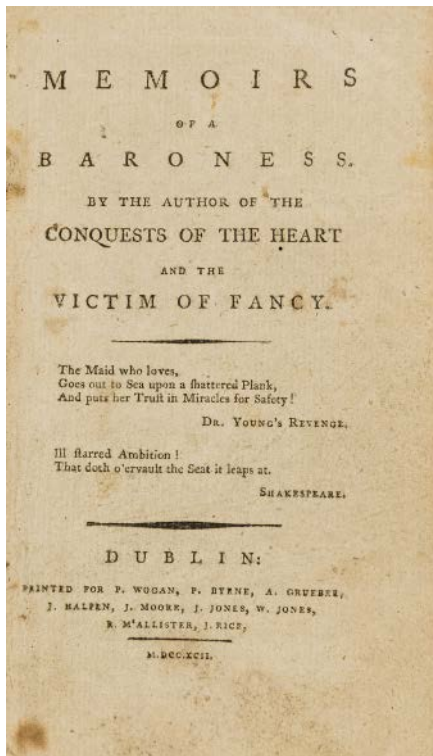 MEMOIRS
OF A
BARONESS.
BY THE AUTHOR OF THE
CONQUESTS OF THE HEART
AND THE
VICTIM OF FANCY.
The Maid who loves,
Goes out to Sea upon a ſhattered Plank,
And puts her Truſt in Miracles for Safety!
DR. YOUNG'S REVENGE.
Ill ſtarred Ambition!
That doth o'ervault the Seat it leaps at.
SHAKESPEARE.
DUBLIN:
PRINTED FOR P. WOGAN, P. BYRNE, A. GRUEBER,
J. HALPEN, J. MOORE, J. JONES, W. JONES,
R. M'ALLISTER, J. RICE,
M.DCC.XCII.